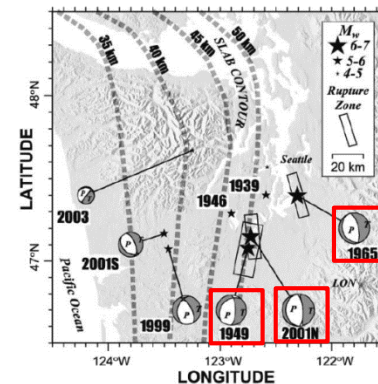 35 km
40 km
45 km
50 km
SLAB CONTOUR
Mw
6-7
5-6
4-5
Rupture
Zone
20 km
48°N
LATITUDE
Seattle
1939
1946
2003
P
T
2001S
P
1965
P
T
47°N
LON
Pacific Ocean
1999
P
T
1949
P
T
2001N
P
T
124°W
123°W
122°W
LONGITUDE